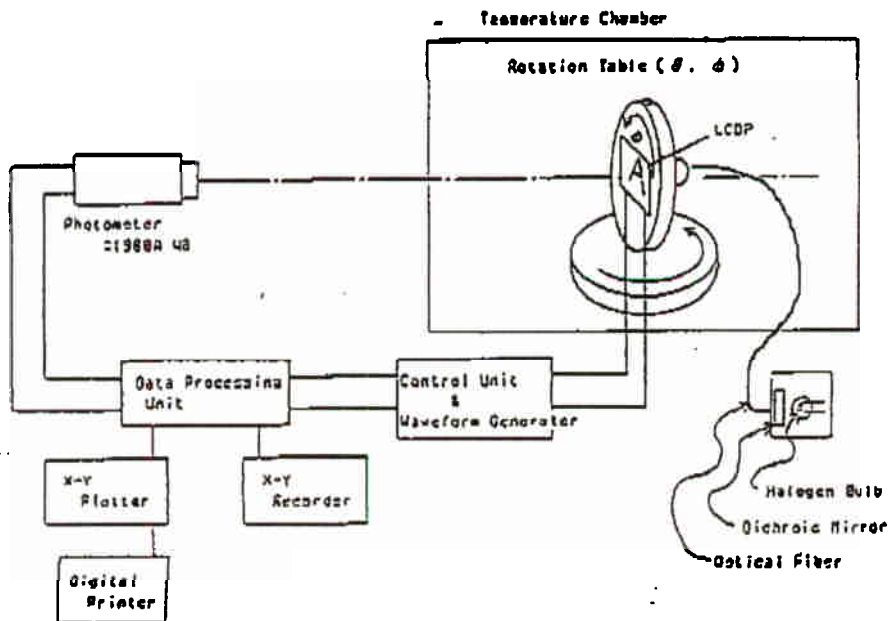 Temperature Chamber
Rotation Table (θ, ϕ)
LCDP
A
Photometer
1980A
Data Processing
Unit
Control Unit
&
Waveform Generator
X-Y
Plotter
X-Y
Recorder
Digital
Printer
Halogen Bulb
Dichroic Mirror
Optical Fiber